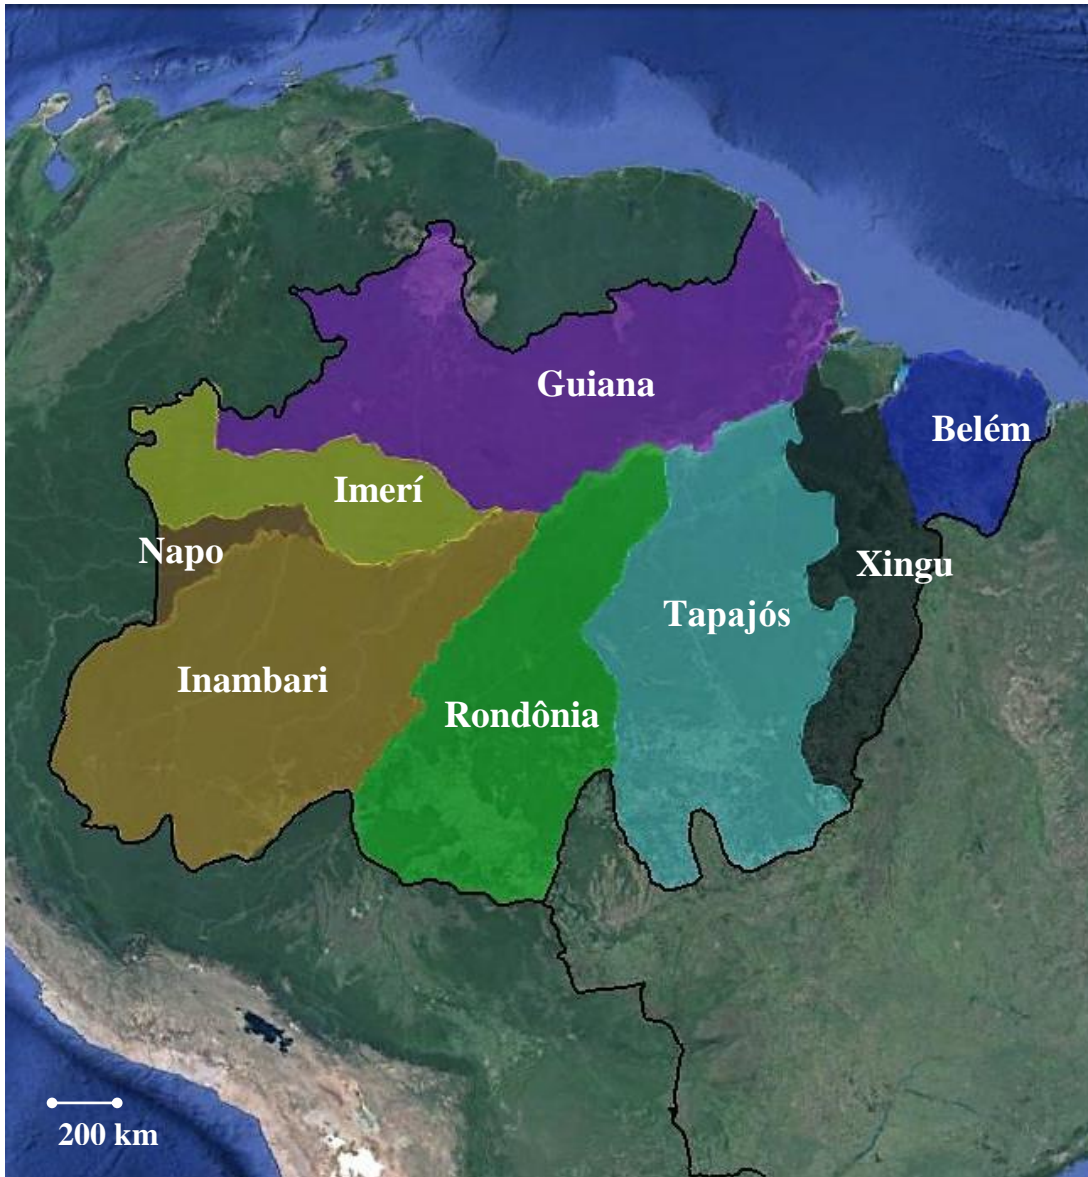 Guiana
Belém
Imerí
Napo
Xingu
Tapajós
Inambari
Rondônia
200 km